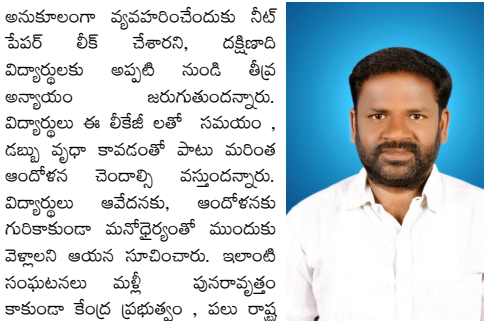 అనుకూలంగా వ్యవహరించేందుకు నీట్
పేపర్ లీక్ చేశారని, దక్షిణాది
విద్యార్థులకు అప్పటి నుండి తీవ్ర
అన్యాయం జరుగుతుందన్నారు.
విద్యార్థులు ఈ లీకేజీ లతో సమయం ,
డబ్బు వృధా కావడంతో పాటు మరింత
ఆందోళన చెందాల్సి వస్తుందన్నారు.
విద్యార్థులు ఆవేదనకు, ఆందోళనకు
గురికాకుండా మనోధైర్యంతో ముందుకు
వెళ్లాలని ఆయన సూచించారు. ఇలాంటి
సంఘటనలు మళ్లీ పునరావృత్తం
కాకుండా కేంద్ర ప్రభుత్వం , పలు రాష్ట్ర